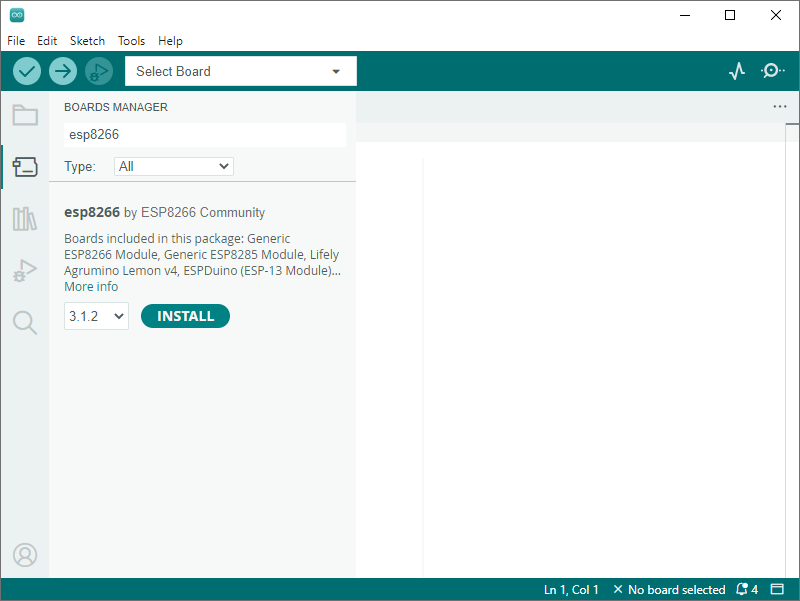 File Edit Sketch Tools Help
Select Board
BOARDS MANAGER
esp8266
Type: All
esp8266 by ESP8266 Community
Boards included in this package: Generic
ESP8266 Module, Generic ESP8285 Module, Lifely
Agrumino Lemon v4, ESPDuino (ESP-13 Module)...
More info
3.1.2 INSTALL
Ln 1, Col 1 No board selected 4